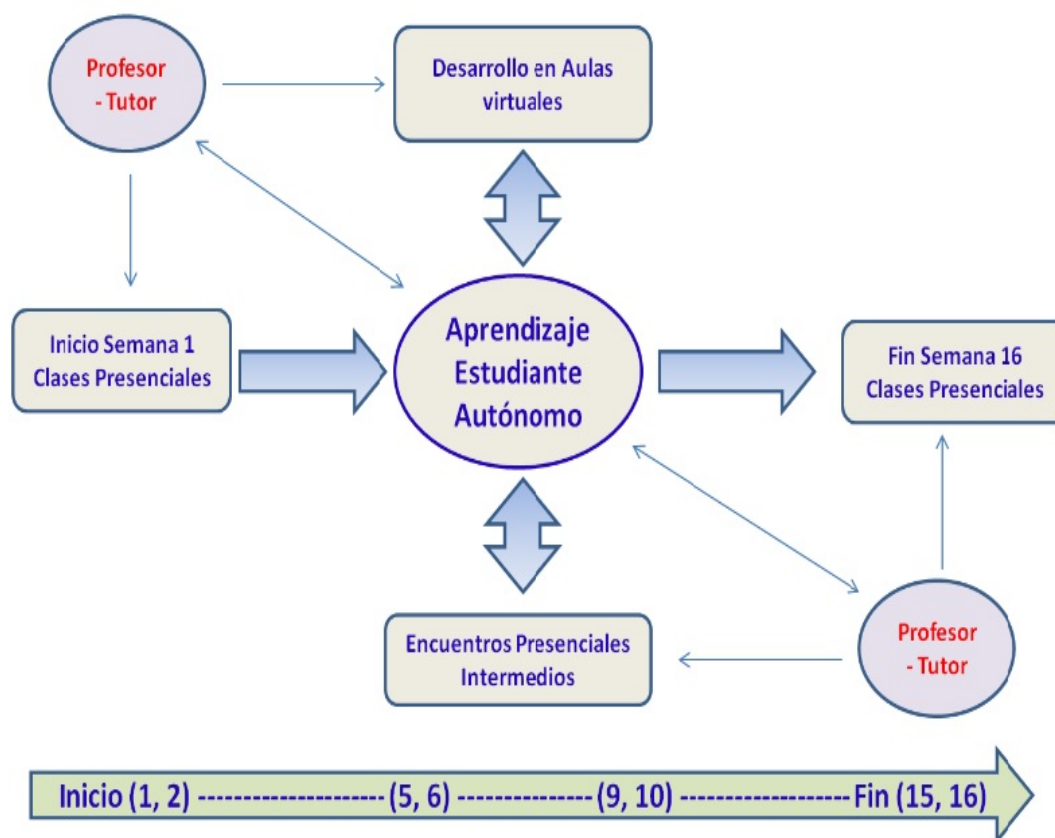 Profesor
- Tutor
Desarrollo en Aulas
virtuales
Inicio Semana 1
Clases Presenciales
Aprendizaje
Estudiante
Autónomo
Fin Semana 16
Clases Presenciales
Encuentros Presenciales
Intermedios
Profesor
- Tutor
Inicio (1, 2) --------------------- (5, 6) --------------- (9, 10) ------------------- Fin (15, 16)